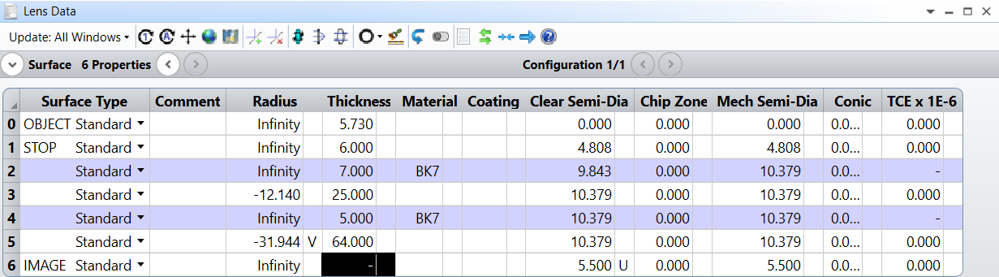 Lens Data
Update: All Windows
Surface 6 Properties Configuration 1/1
Surface Type Comment Radius Thickness Material Coating Clear Semi-Dia Chip Zone Mech Semi-Dia Conic TCE x 1E-6
0 OBJECT Standard Infinity 5.730 0.000 0.000 0.000 0.0... 0.000
1 STOP Standard Infinity 6.000 4.808 0.000 4.808 0.0... 0.000
2 Standard Infinity 7.000 BK7 9.843 0.000 10.379 0.0... -
3 Standard -12.140 25.000 10.379 0.000 10.379 0.0... 0.000
4 Standard Infinity 5.000 BK7 10.379 0.000 10.379 0.0... -
5 Standard -31.944 V 64.000 10.379 0.000 10.379 0.0... 0.000
6 IMAGE Standard Infinity - 5.500 U 0.000 5.500 0.0... 0.000